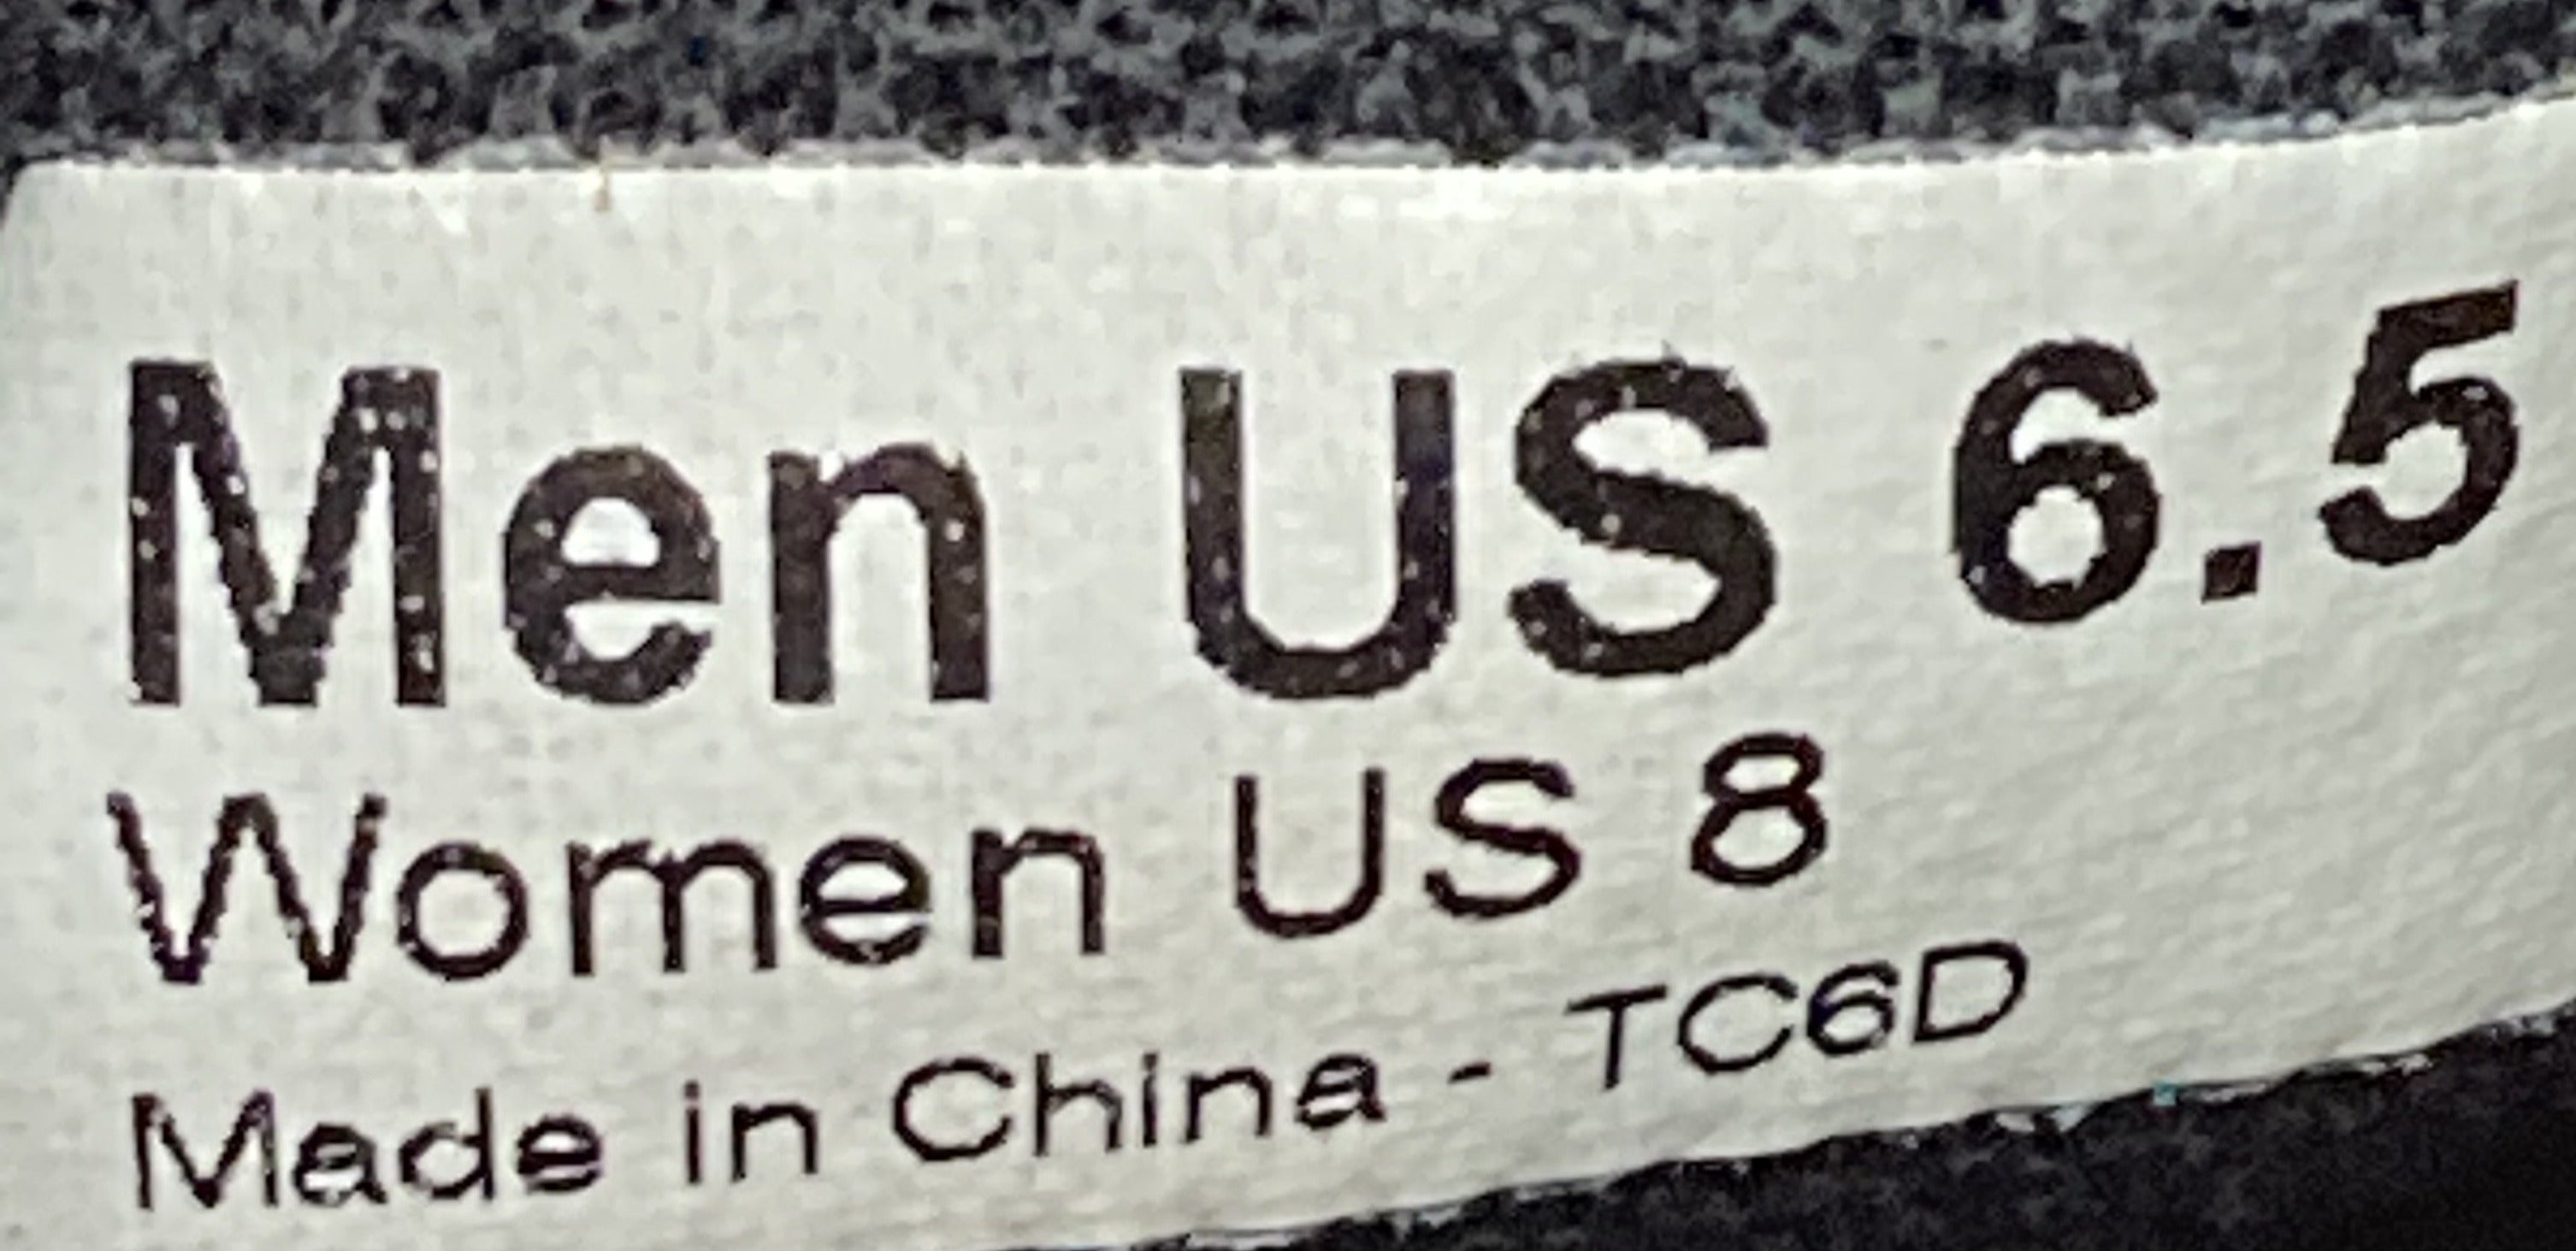 Men US 6.5
Women US 8
Made in China - TC6D